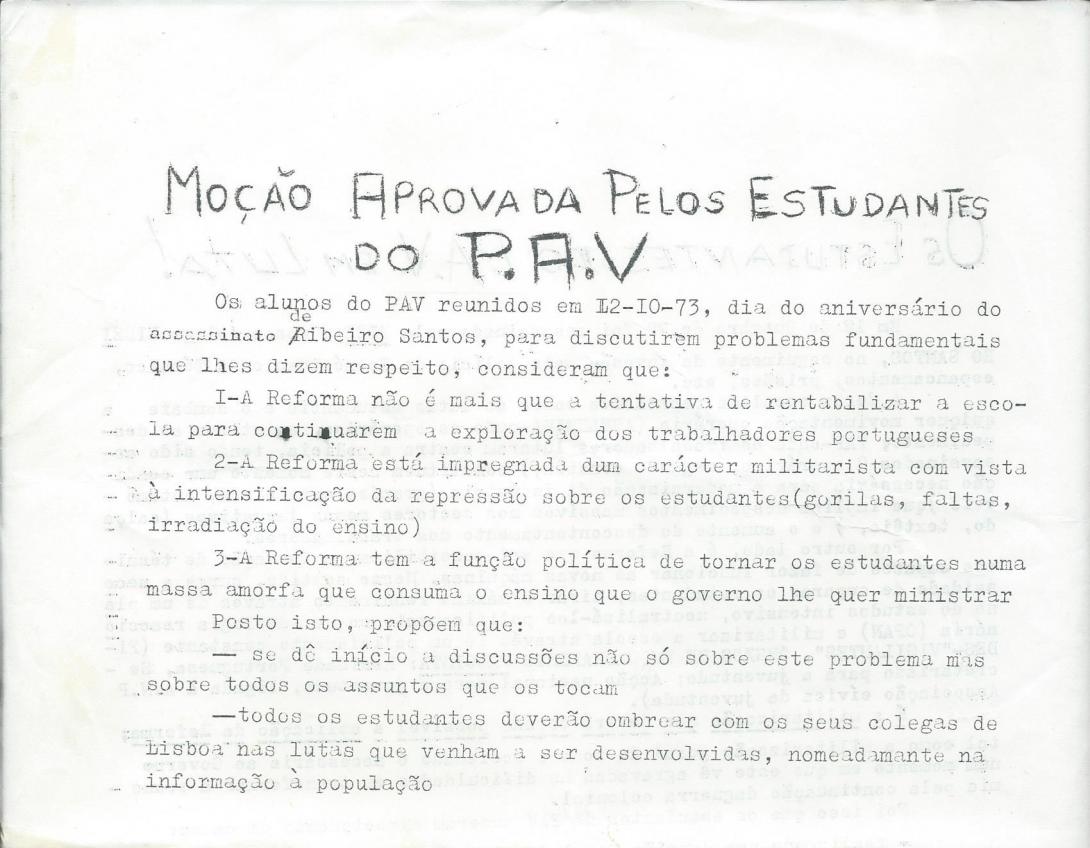 MOÇÃO APROVADA PELOS ESTUDANTES
DO P.A.V
Os alunos do PAV reunidos em I2-IO-73, dia do aniversário do
assassinato de Ribeiro Santos, para discutirem problemas fundamentais
que lhes dizem respeito, consideram que:
I-A Reforma não é mais que a tentativa de rentabilizar a esco-
la para continuarem a exploração dos trabalhadores portugueses
2-A Reforma está impregnada dum carácter militarista com vista
à intensificação da repressão sobre os estudantes(gorilas, faltas,
irradiação do ensino)
3-A Reforma tem a função política de tornar os estudantes numa
massa amorfa que consuma o ensino que o governo lhe quer ministrar
Posto isto, propõem que:
—se dê início a discussões não só sobre este problema mas
sobre todos os assuntos que os tocam
—todos os estudantes deverão ombrear com os seus colegas de
Lisboa nas lutas que venham a ser desenvolvidas, nomeadamante na
informação à população